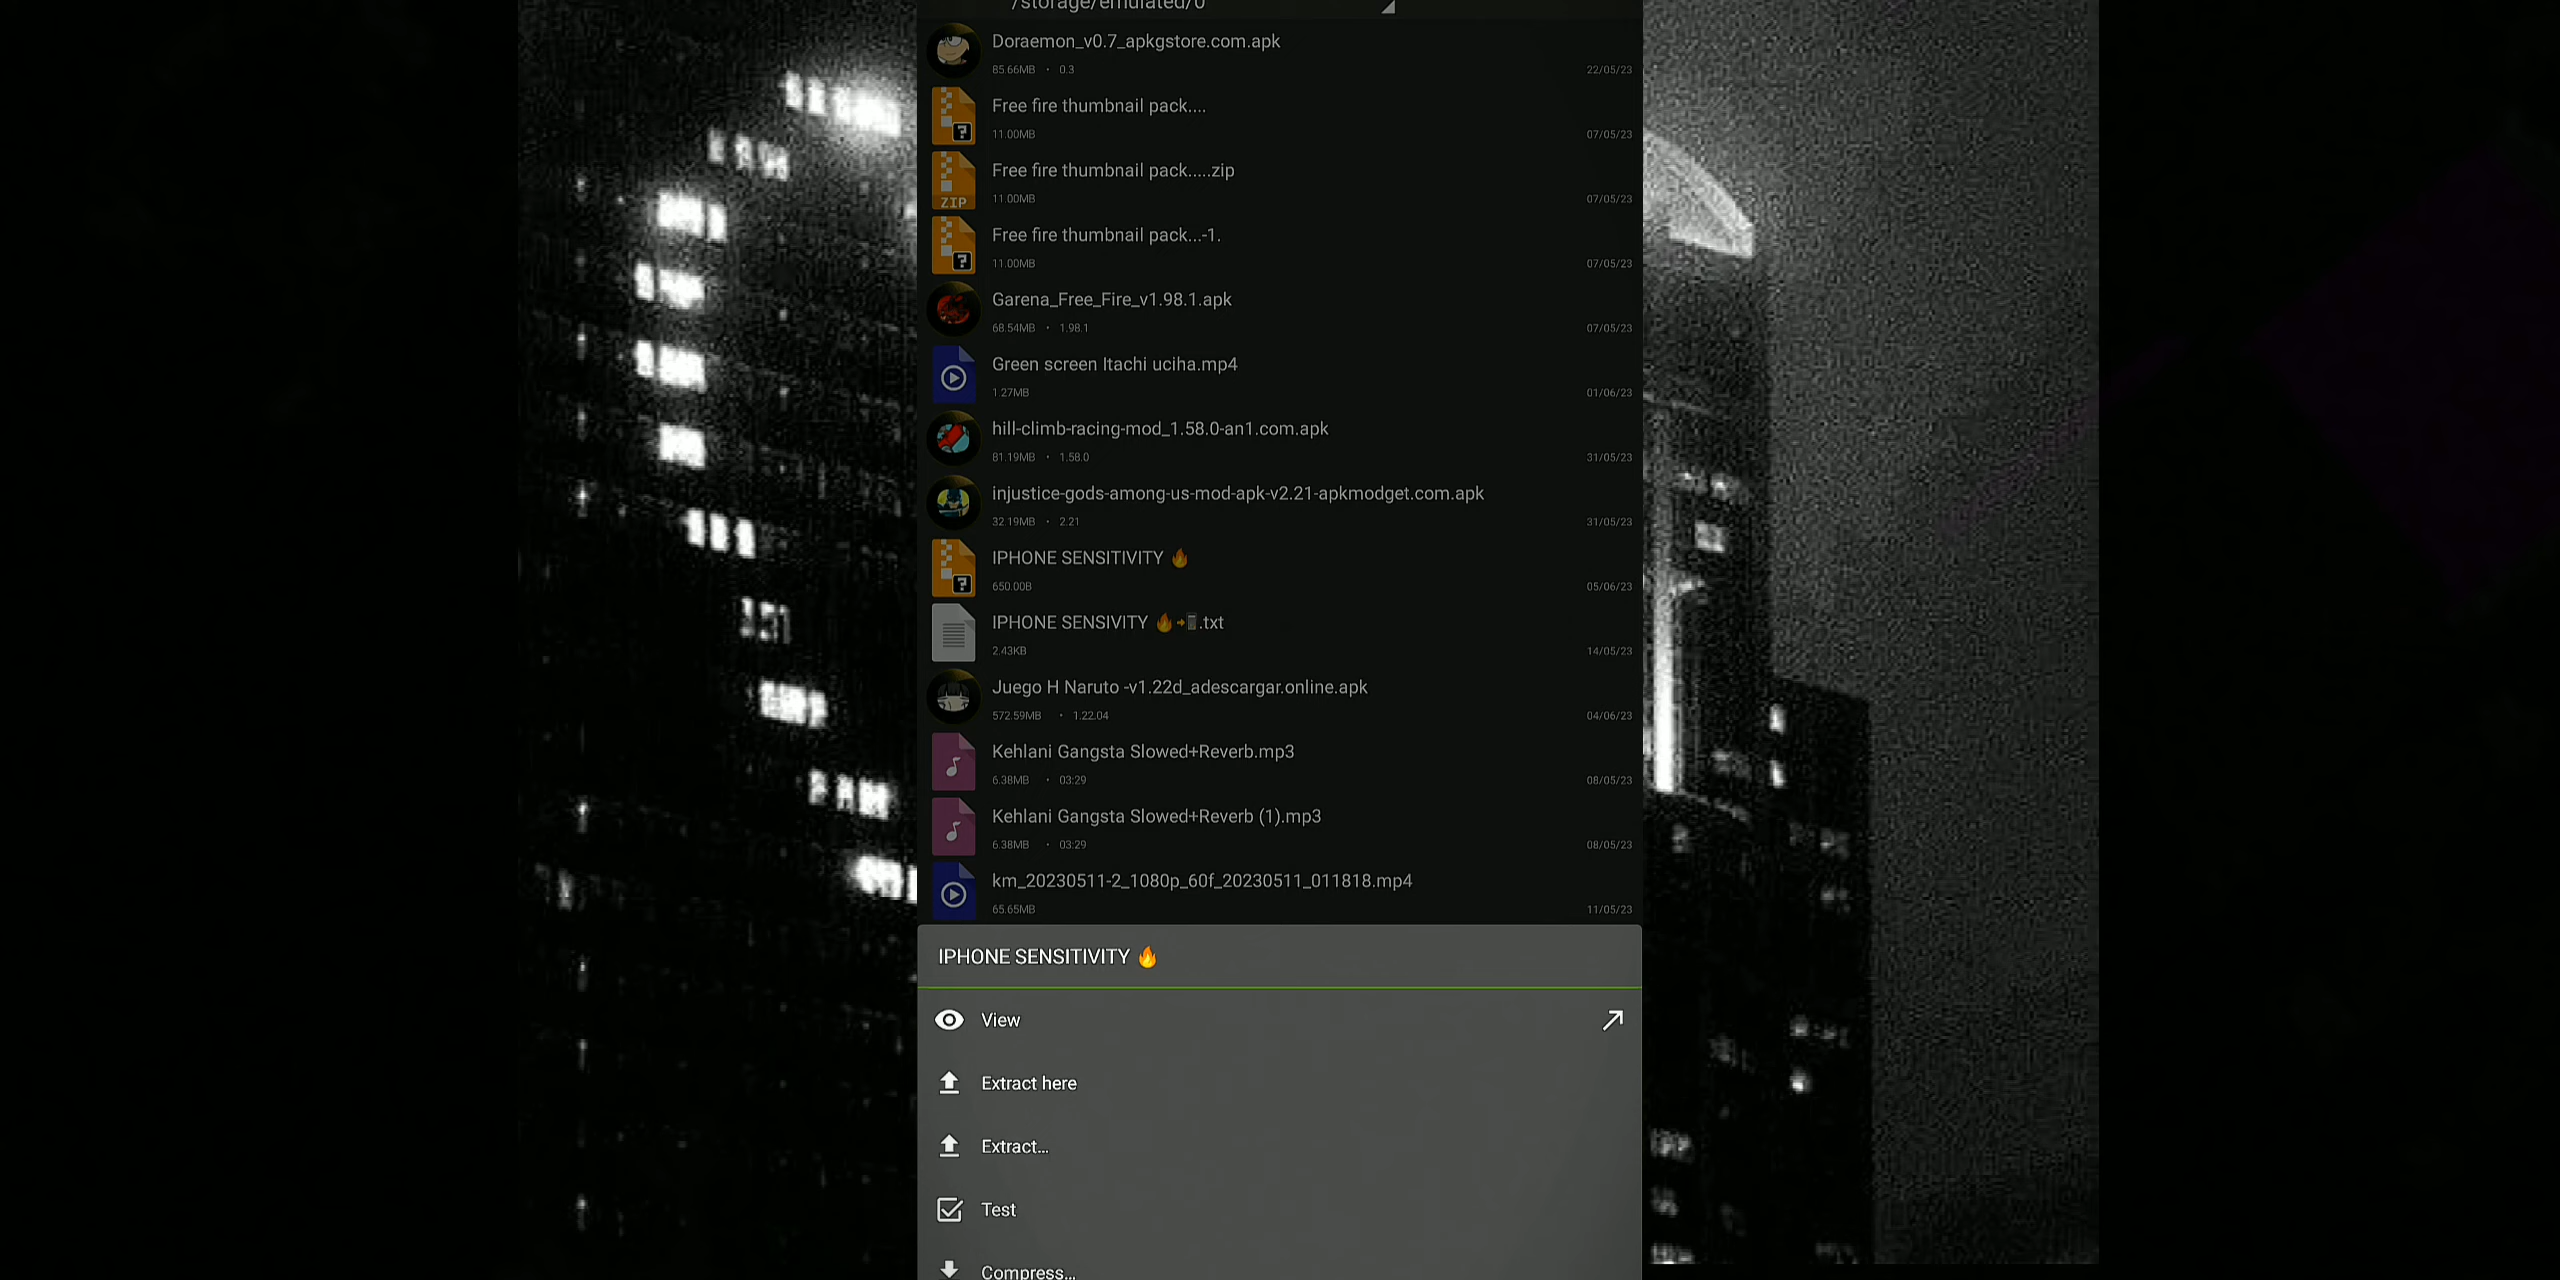 /storage/emulated/0
Doraemon_v0.7_apkgstore.com.apk
85.66MB · 0.3 22/05/23
Free fire thumbnail pack....
11.00MB 07/05/23
Free fire thumbnail pack.....zip
ZIP 11.00MB 07/05/23
Free fire thumbnail pack...-1.
11.00MB 07/05/23
Garena_Free_Fire_v1.98.1.apk
68.54MB · 1.98.1 07/05/23
Green screen Itachi uciha.mp4
1.27MB 01/06/23
hill-climb-racing-mod_1.58.0-an1.com.apk
81.19MB · 1.58.0 31/05/23
injustice-gods-among-us-mod-apk-v2.21-apkmodget.com.apk
32.19MB · 2.21 31/05/23
IPHONE SENSITIVITY 🔥
650.00B 05/06/23
IPHONE SENSIVITY 🔥➝📱.txt
2.43KB 14/05/23
Juego H Naruto -v1.22d_adescargar.online.apk
572.59MB · 1.22.04 04/06/23
Kehlani Gangsta Slowed+Reverb.mp3
6.38MB · 03:29 08/05/23
Kehlani Gangsta Slowed+Reverb (1).mp3
6.38MB · 03:29 08/05/23
km_20230511-2_1080p_60f_20230511_011818.mp4
65.65MB 11/05/23
IPHONE SENSITIVITY 🔥
View
Extract here
Extract...
Test
Compress...